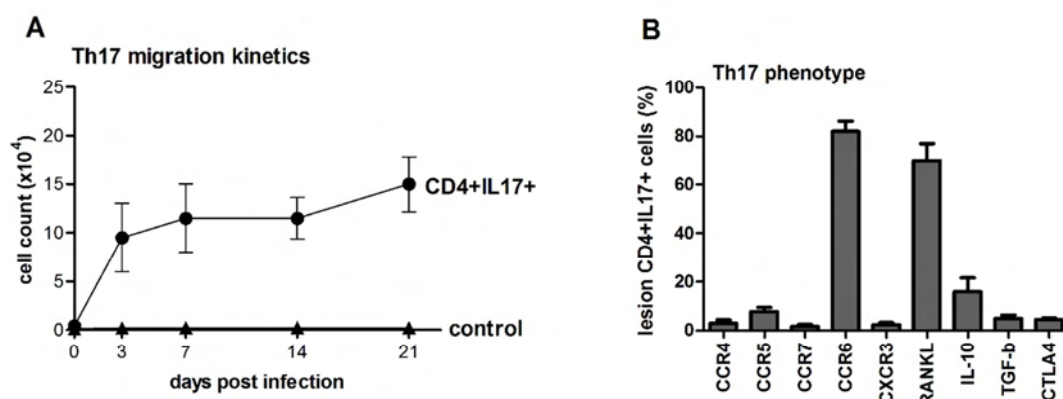 A
Th17 migration kinetics
25
20
15
10
5
0
cell count (x10⁴)
CD4+IL17+
control
0 3 7 14 21
days post infection
B
Th17 phenotype
100
80
60
40
20
0
lesion CD4+IL17+ cells (%)
CCR4
CCR5
CCR7
CCR6
CXCR3
RANKL
IL-10
TGF-b
CTLA4